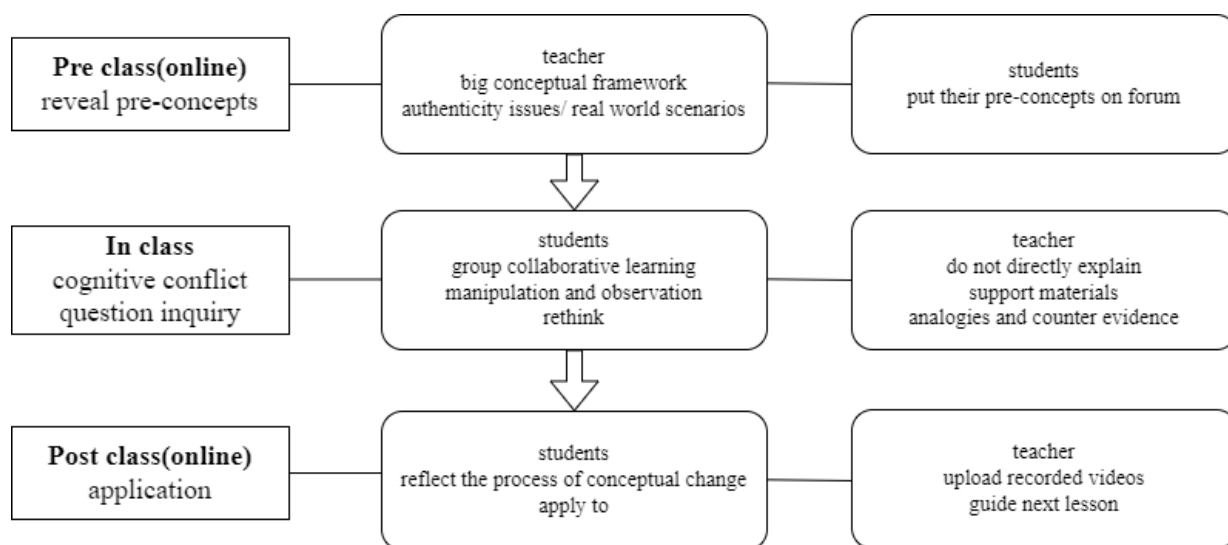 Pre class(online)
reveal pre-concepts
teacher
big conceptual framework
authenticity issues/ real world scenarios
students
put their pre-concepts on forum
In class
cognitive conflict
question inquiry
students
group collaborative learning
manipulation and observation
rethink
teacher
do not directly explain
support materials
analogies and counter evidence
Post class(online)
application
students
reflect the process of conceptual change
apply to
teacher
upload recorded videos
guide next lesson